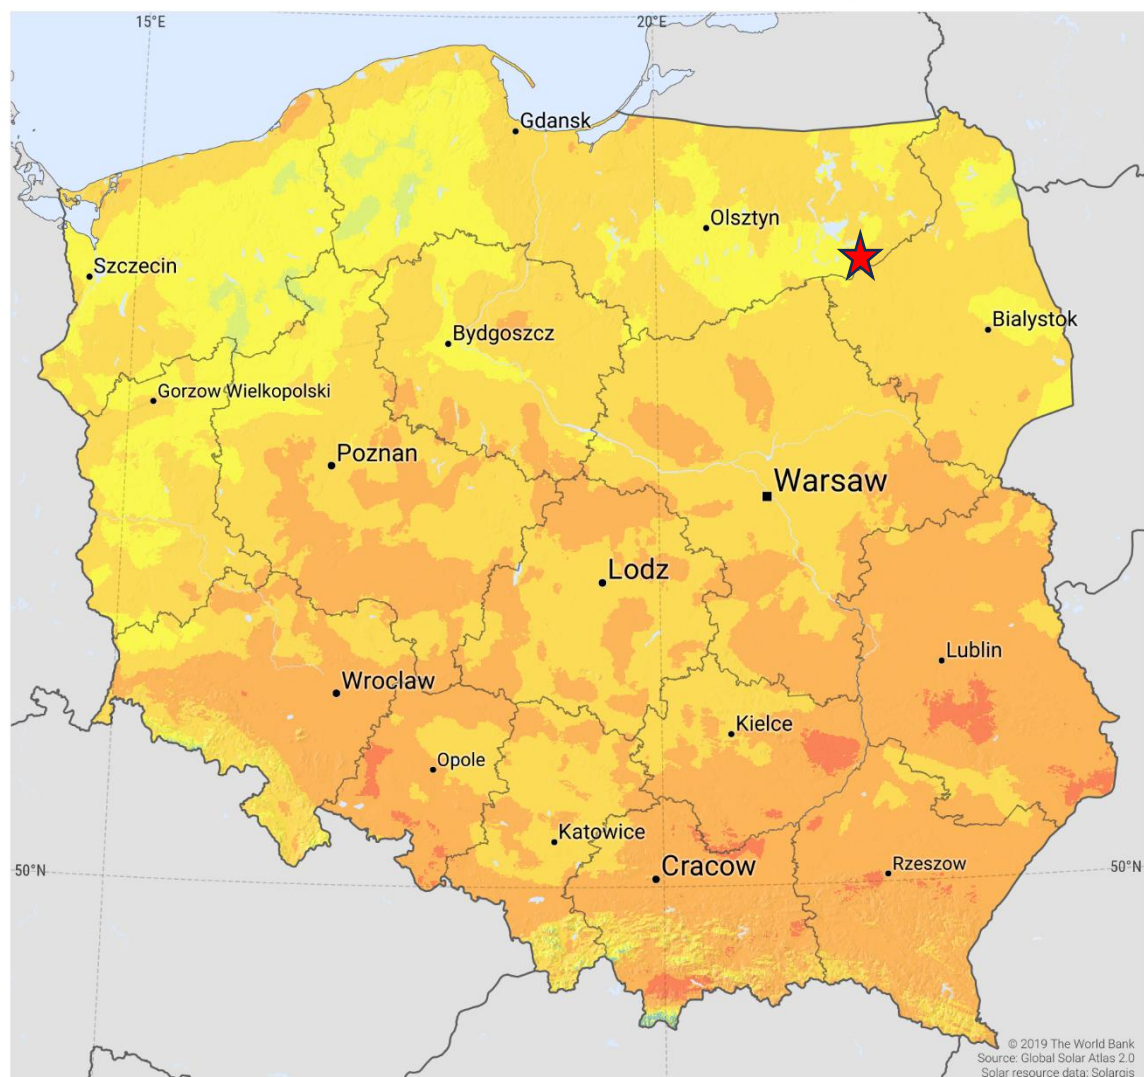 15°E
20°E
Gdansk
Olsztyn
Szczecin
Bialystok
Bydgoszcz
Gorzow Wielkopolski
Poznan
Warsaw
Lodz
Lublin
Wroclaw
Kielce
Opole
Katowice
50°N
Cracow
Rzeszow
50°N
© 2019 The World Bank
Source: Global Solar Atlas 2.0
Solar resource data: Solargis